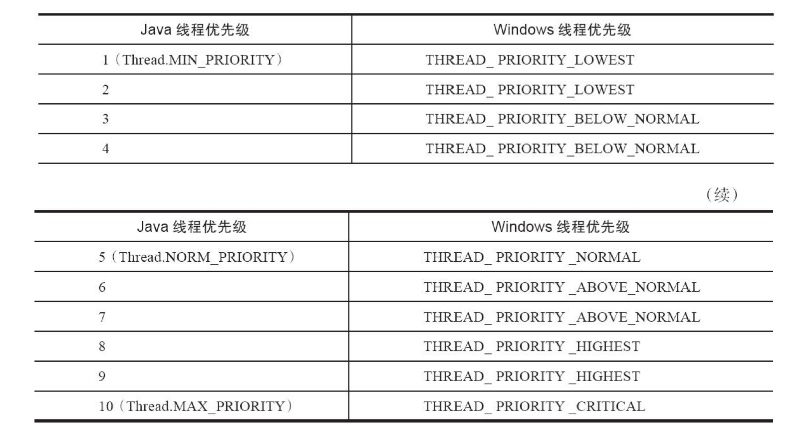 Java 线程优先级 Windows 线程优先级
1（Thread.MIN_PRIORITY） THREAD_ PRIORITY_LOWEST
2 THREAD_ PRIORITY_LOWEST
3 THREAD_ PRIORITY_BELOW_NORMAL
4 THREAD_ PRIORITY_BELOW_NORMAL
（续）
Java 线程优先级 Windows 线程优先级
5（Thread.NORM_PRIORITY） THREAD_ PRIORITY _NORMAL
6 THREAD_ PRIORITY _ABOVE_NORMAL
7 THREAD_ PRIORITY _ABOVE_NORMAL
8 THREAD_ PRIORITY _HIGHEST
9 THREAD_ PRIORITY _HIGHEST
10（Thread.MAX_PRIORITY） THREAD_ PRIORITY _CRITICAL